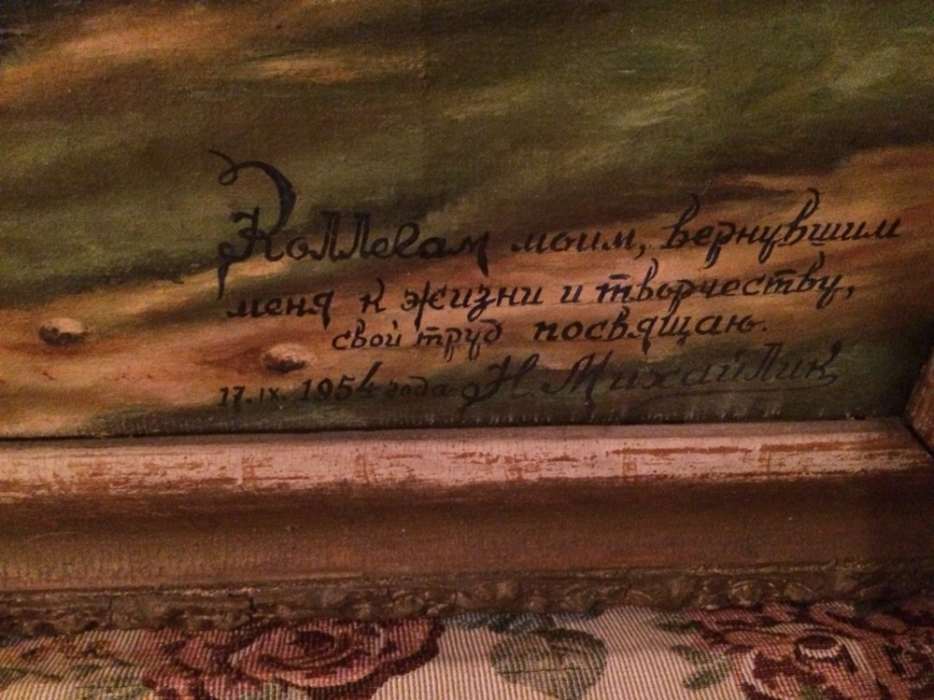 Коллегам моим, вернувшим
меня к жизни и творчеству,
свой труд посвящаю.
17.IX.1954 года Н. Михайлик